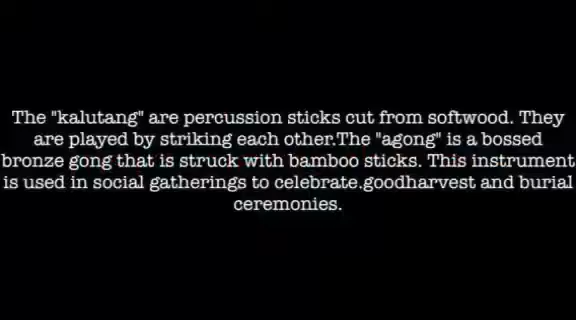 The "kalutang" are percussion sticks cut from softwood. They
are played by striking each other.The "agong" is a bossed
bronze gong that is struck with bamboo sticks. This instrument
is used in social gatherings to celebrate.goodharvest and burial
ceremonies.